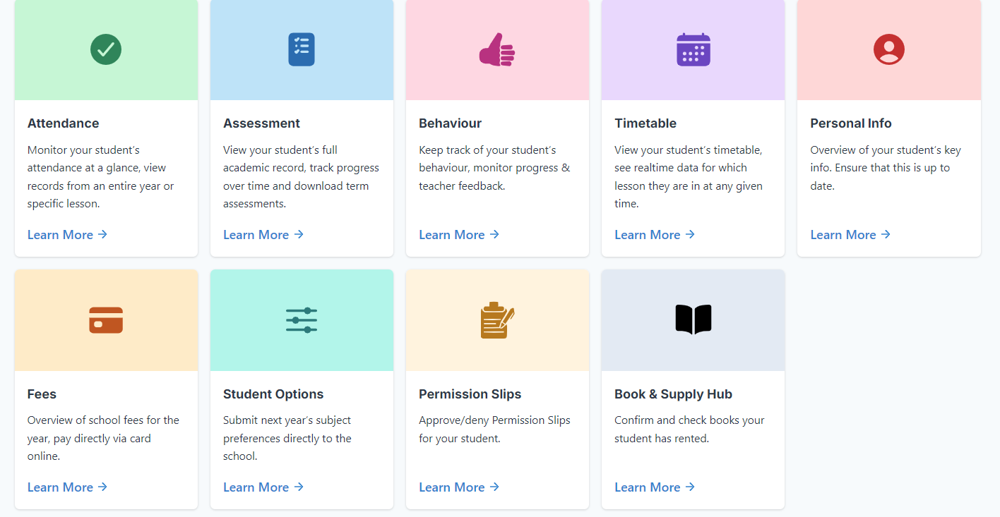 Attendance
Monitor your student's
attendance at a glance, view
records from an entire year or
specific lesson.
Learn More →
Assessment
View your student's full
academic record, track progress
over time and download term
assessments.
Learn More →
Behaviour
Keep track of your student's
behaviour, monitor progress &
teacher feedback.
Learn More →
Timetable
View your student's timetable,
see realtime data for which
lesson they are in at any given
time.
Learn More →
Personal Info
Overview of your student's key
info. Ensure that this is up to
date.
Learn More →
Fees
Overview of school fees for the
year, pay directly via card
online.
Learn More →
Student Options
Submit next year's subject
preferences directly to the
school.
Learn More →
Permission Slips
Approve/deny Permission Slips
for your student.
Learn More →
Book & Supply Hub
Confirm and check books your
student has rented.
Learn More →